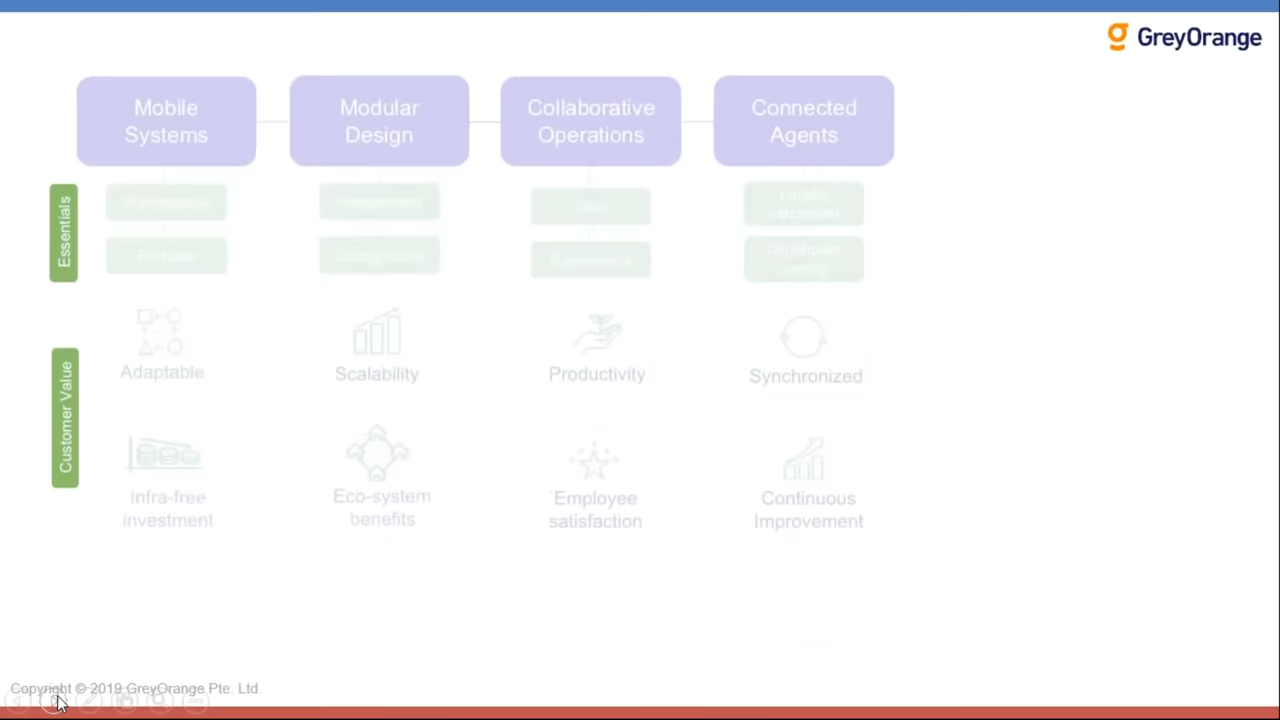 GreyOrange
Mobile
Systems
Modular
Design
Collaborative
Operations
Connected
Agents
Essentials
Customer Value
Adaptable
Scalability
Productivity
Synchronized
Infra-free
investment
Eco-system
benefits
Employee
satisfaction
Continuous
Improvement
Copyright © 2019 GreyOrange Pte. Ltd.